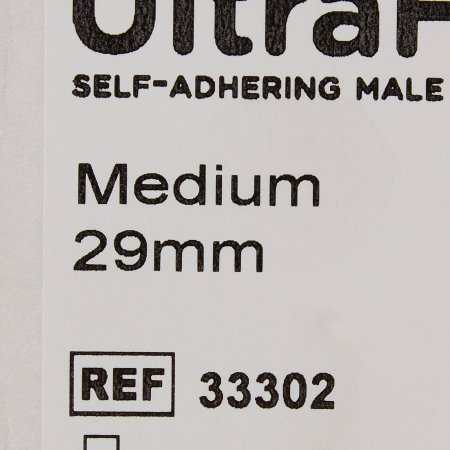 UltraF
SELF-ADHERING MALE
Medium
29mm
REF 33302